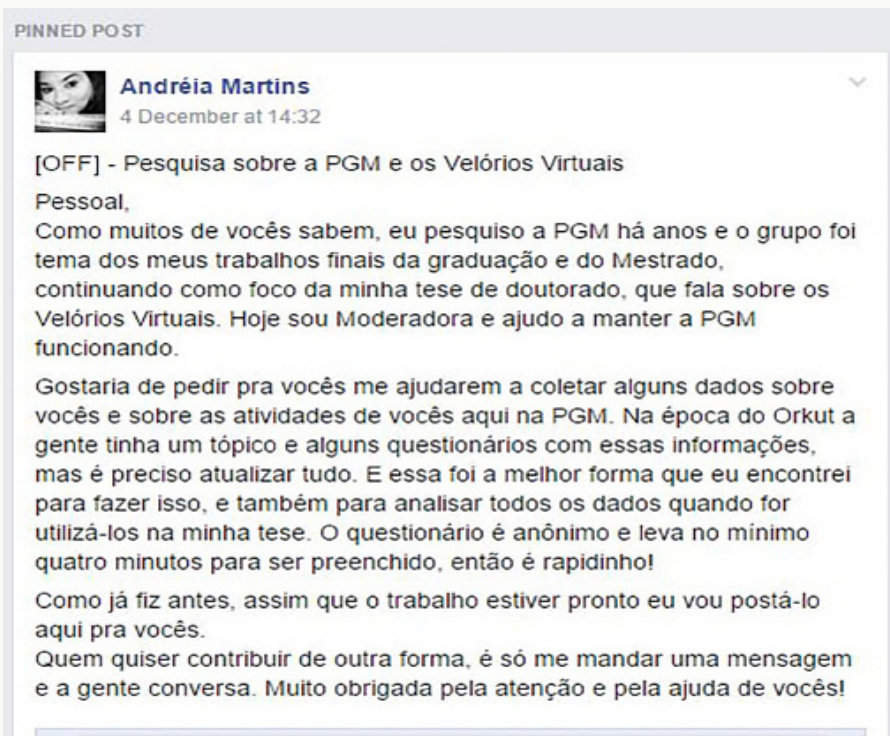 PINNED POST
Andréia Martins
4 December at 14:32
[OFF] - Pesquisa sobre a PGM e os Velórios Virtuais
Pessoal,
Como muitos de vocês sabem, eu pesquiso a PGM há anos e o grupo foi
tema dos meus trabalhos finais da graduação e do Mestrado,
continuando como foco da minha tese de doutorado, que fala sobre os
Velórios Virtuais. Hoje sou Moderadora e ajudo a manter a PGM
funcionando.
Gostaria de pedir pra vocês me ajudarem a coletar alguns dados sobre
vocês e sobre as atividades de vocês aqui na PGM. Na época do Orkut a
gente tinha um tópico e alguns questionários com essas informações,
mas é preciso atualizar tudo. E essa foi a melhor forma que eu encontrei
para fazer isso, e também para analisar todos os dados quando for
utilizá-los na minha tese. O questionário é anônimo e leva no mínimo
quatro minutos para ser preenchido, então é rapidinho!
Como já fiz antes, assim que o trabalho estiver pronto eu vou postá-lo
aqui pra vocês.
Quem quiser contribuir de outra forma, é só me mandar uma mensagem
e a gente conversa. Muito obrigada pela atenção e pela ajuda de vocês!